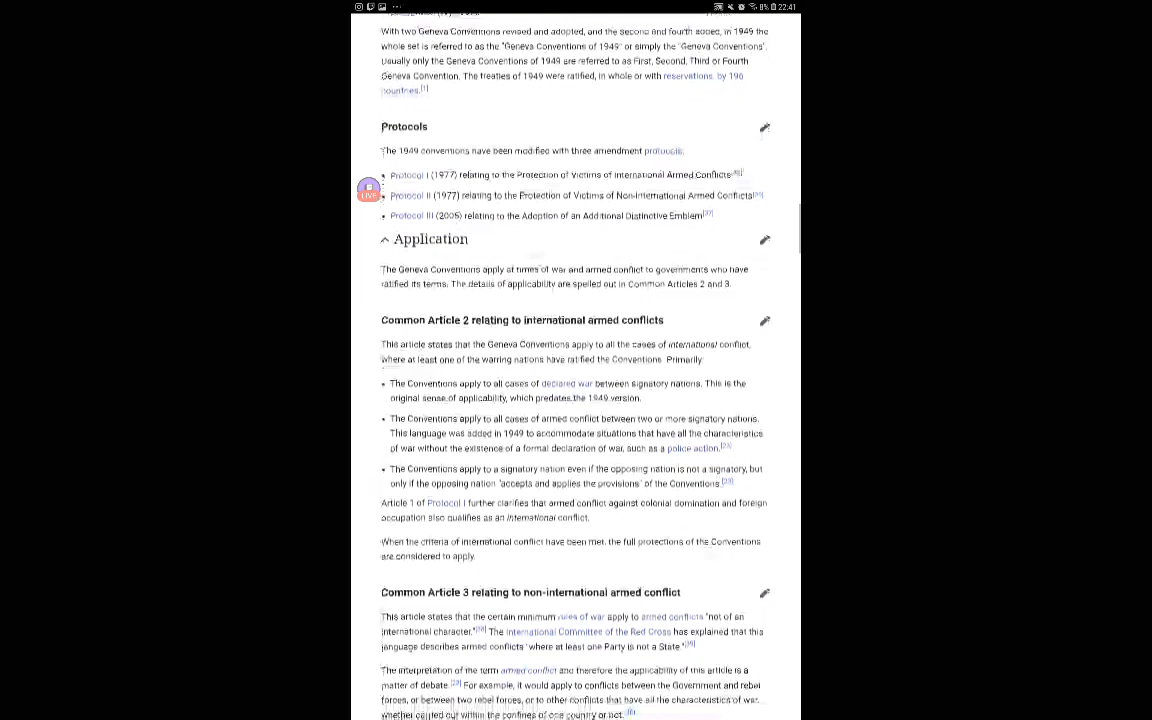 8% 22:41
With two Geneva Conventions revised and adopted, and the second and fourth added, in 1949 the
whole set is referred to as the "Geneva Conventions of 1949" or simply the "Geneva Conventions".
Usually only the Geneva Conventions of 1949 are referred to as First, Second, Third or Fourth
Geneva Convention. The treaties of 1949 were ratified, in whole or with reservations, by 196
countries.[1]
Protocols
The 1949 conventions have been modified with three amendment protocols:
• Protocol I (1977) relating to the Protection of Victims of International Armed Conflicts
LIVE
• Protocol II (1977) relating to the Protection of Victims of Non-International Armed Conflicts
• Protocol III (2005) relating to the Adoption of an Additional Distinctive Emblem
Application
The Geneva Conventions apply at times of war and armed conflict to governments who have
ratified its terms. The details of applicability are spelled out in Common Articles 2 and 3.
Common Article 2 relating to international armed conflicts
This article states that the Geneva Conventions apply to all the cases of international conflict,
where at least one of the warring nations have ratified the Conventions. Primarily:
• The Conventions apply to all cases of declared war between signatory nations. This is the
original sense of applicability, which predates the 1949 version.
• The Conventions apply to all cases of armed conflict between two or more signatory nations.
This language was added in 1949 to accommodate situations that have all the characteristics
of war without the existence of a formal declaration of war, such as a police action.
• The Conventions apply to a signatory nation even if the opposing nation is not a signatory, but
only if the opposing nation "accepts and applies the provisions" of the Conventions.
Article 1 of Protocol I further clarifies that armed conflict against colonial domination and foreign
occupation also qualifies as an international conflict.
When the criteria of international conflict have been met, the full protections of the Conventions
are considered to apply.
Common Article 3 relating to non-international armed conflict
This article states that the certain minimum rules of war apply to armed conflicts "not of an
international character." The International Committee of the Red Cross has explained that this
language describes armed conflicts "where at least one Party is not a State."
The interpretation of the term armed conflict and therefore the applicability of this article is a
matter of debate. For example, it would apply to conflicts between the Government and rebel
forces, or between two rebel forces, or to other conflicts that have all the characteristics of war,
whether carried out within the confines of one country or not.